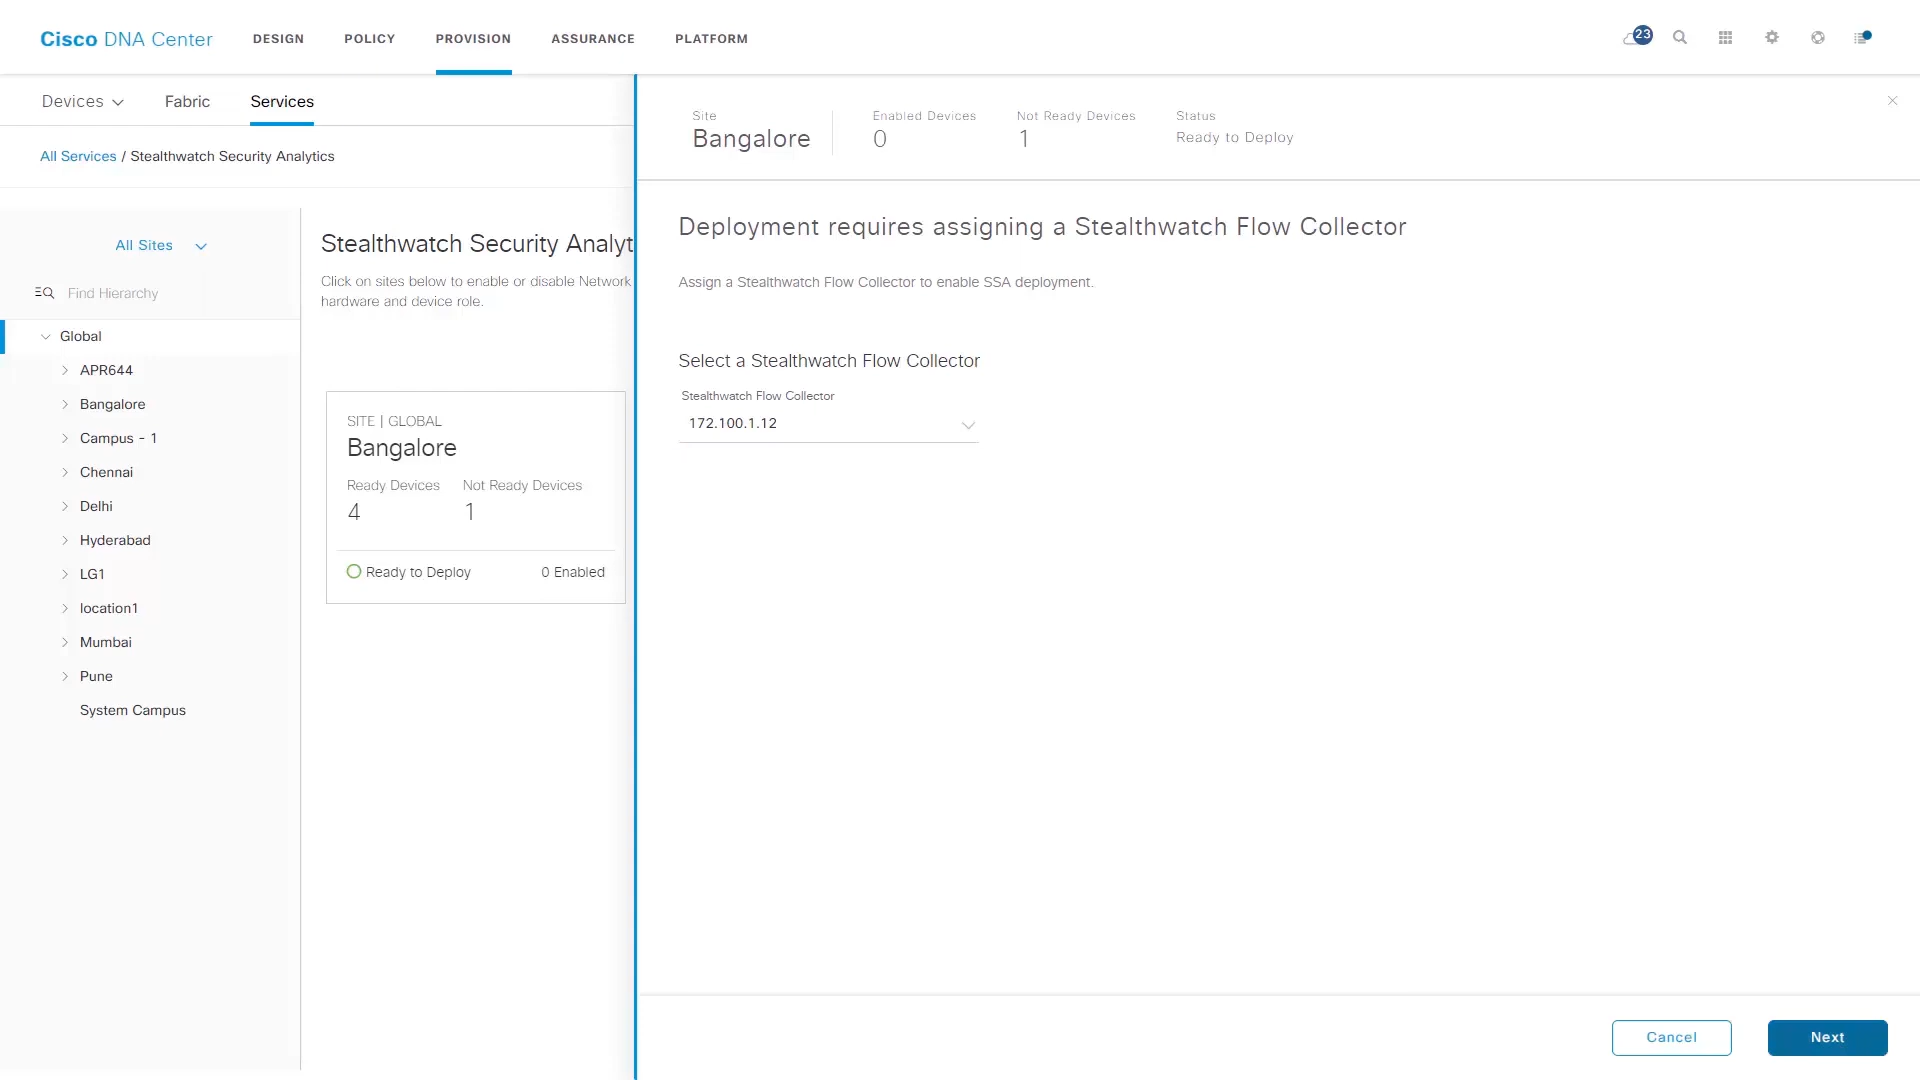 Cisco DNA Center
DESIGN
POLICY
PROVISION
ASSURANCE
PLATFORM
23
Devices
Fabric
Services
All Services / Stealthwatch Security Analytics
All Sites
Find Hierarchy
Global
APR644
Bangalore
Campus - 1
Chennai
Delhi
Hyderabad
LG1
location1
Mumbai
Pune
System Campus
Stealthwatch Security Analyt
Click on sites below to enable or disable Network
hardware and device role.
SITE | GLOBAL
Bangalore
Ready Devices Not Ready Devices
4 1
Ready to Deploy 0 Enabled
Site
Bangalore
Enabled Devices
0
Not Ready Devices
1
Status
Ready to Deploy
Deployment requires assigning a Stealthwatch Flow Collector
Assign a Stealthwatch Flow Collector to enable SSA deployment.
Select a Stealthwatch Flow Collector
Stealthwatch Flow Collector
172.100.1.12
Cancel
Next